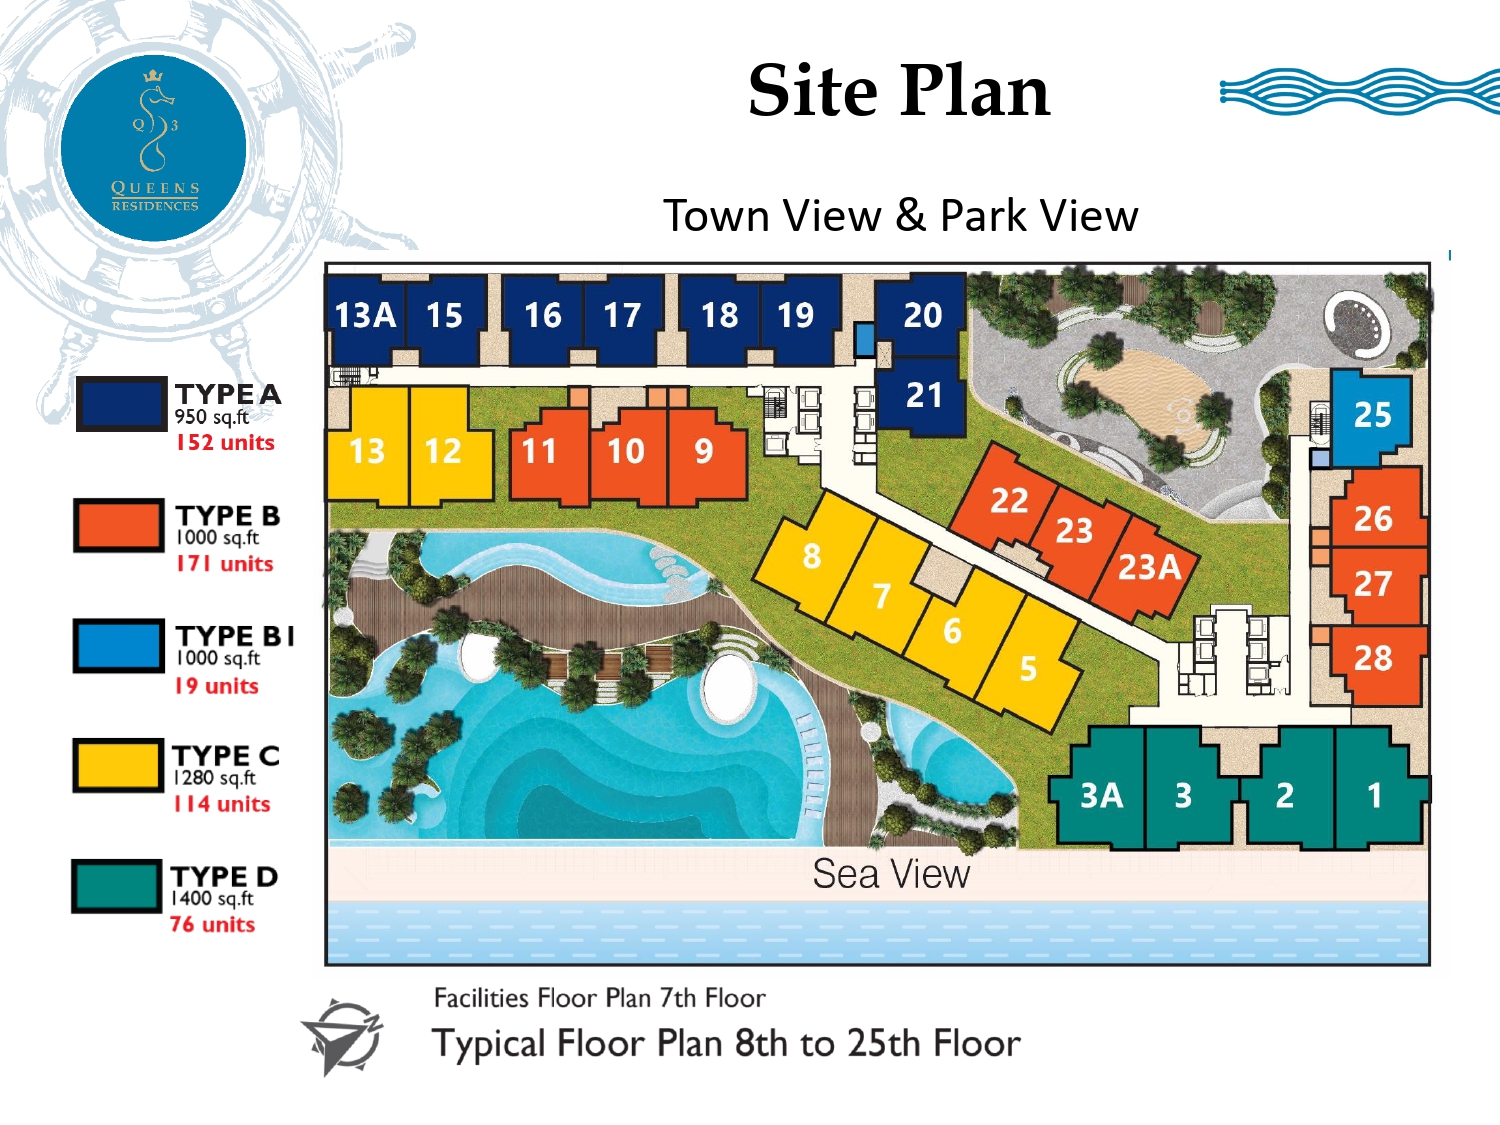 Site Plan
Q 3
QUEENS
RESIDENCES
Town View & Park View
13A 15 16 17 18 19 20
21
25
TYPE A
950 sq.ft
152 units
13 12 11 10 9
22
23
23A
26
27
28
TYPE B
1000 sq.ft
171 units
8
7
6
5
TYPE B1
1000 sq.ft
19 units
TYPE C
1280 sq.ft
114 units
3A 3 2 1
TYPE D
1400 sq.ft
76 units
Sea View
N
Facilities Floor Plan 7th Floor
Typical Floor Plan 8th to 25th Floor